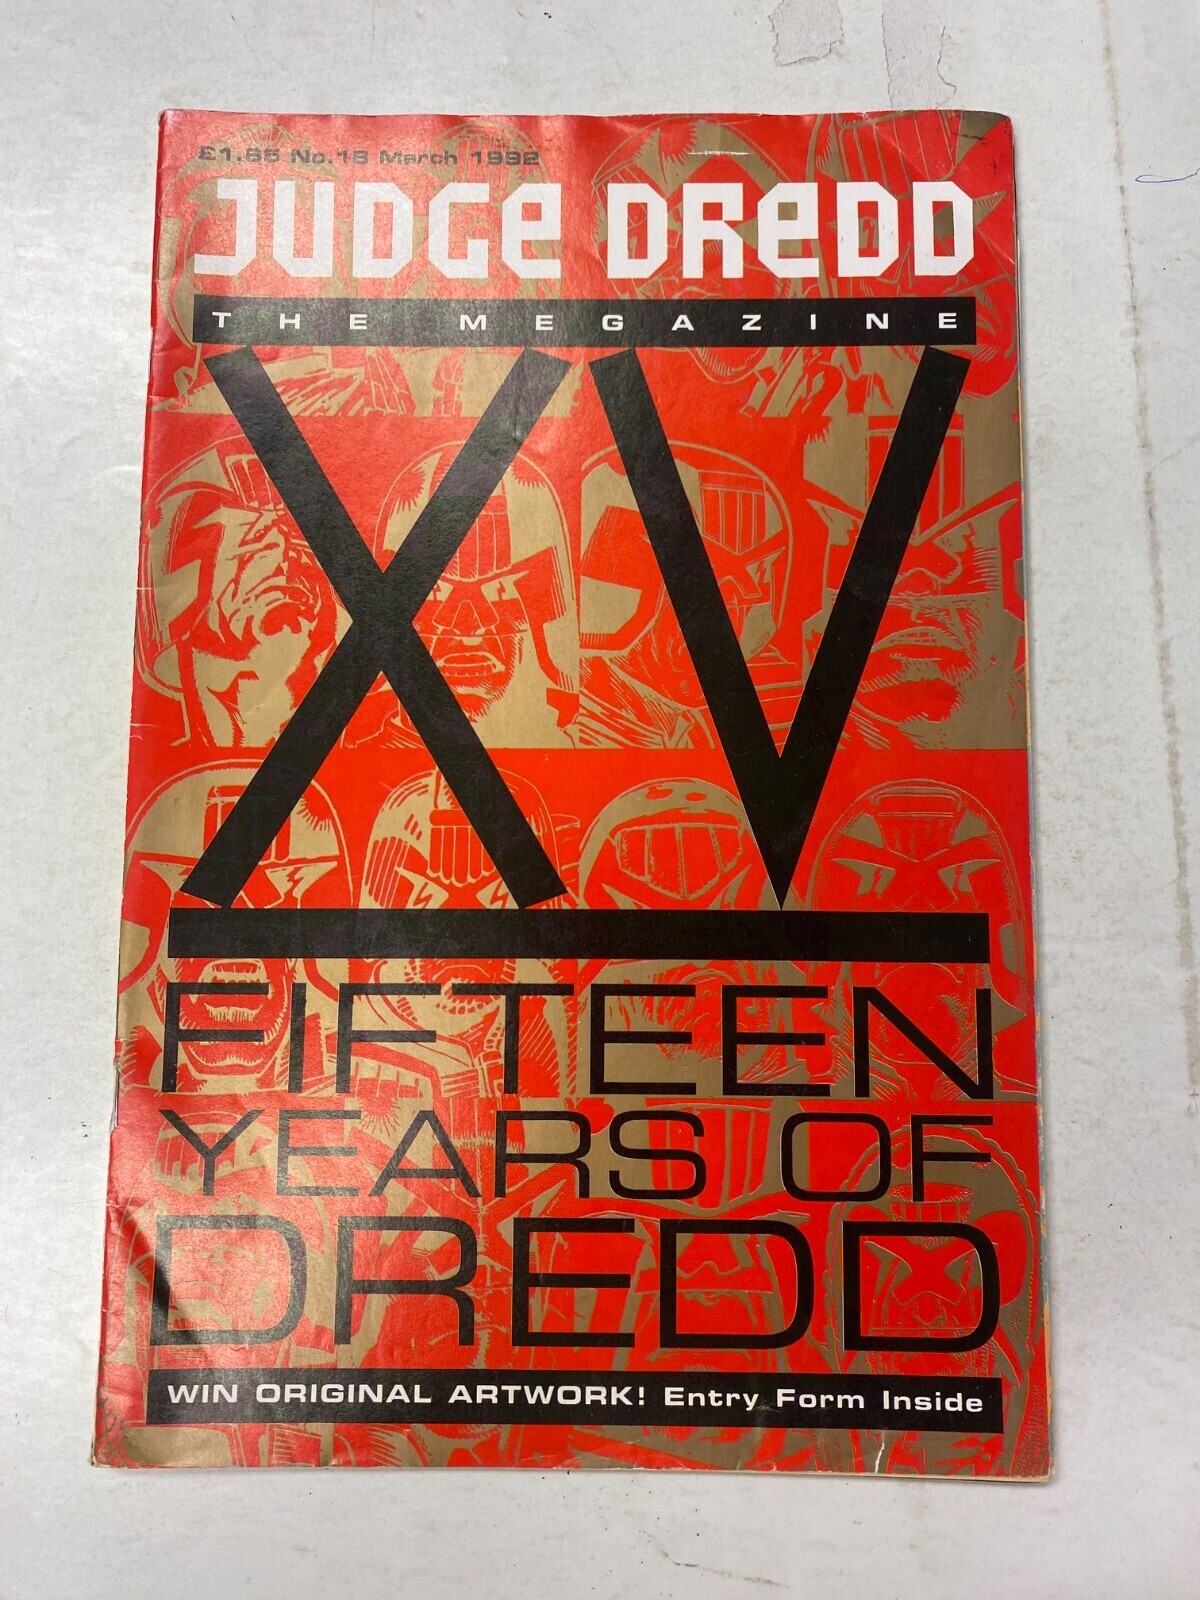 £1.65 No.18 March 1992
JUDGE DREDD
THE MEGAZINE
XV
FIFTEEN
YEARS OF
DREDD
WIN ORIGINAL ARTWORK! Entry Form Inside